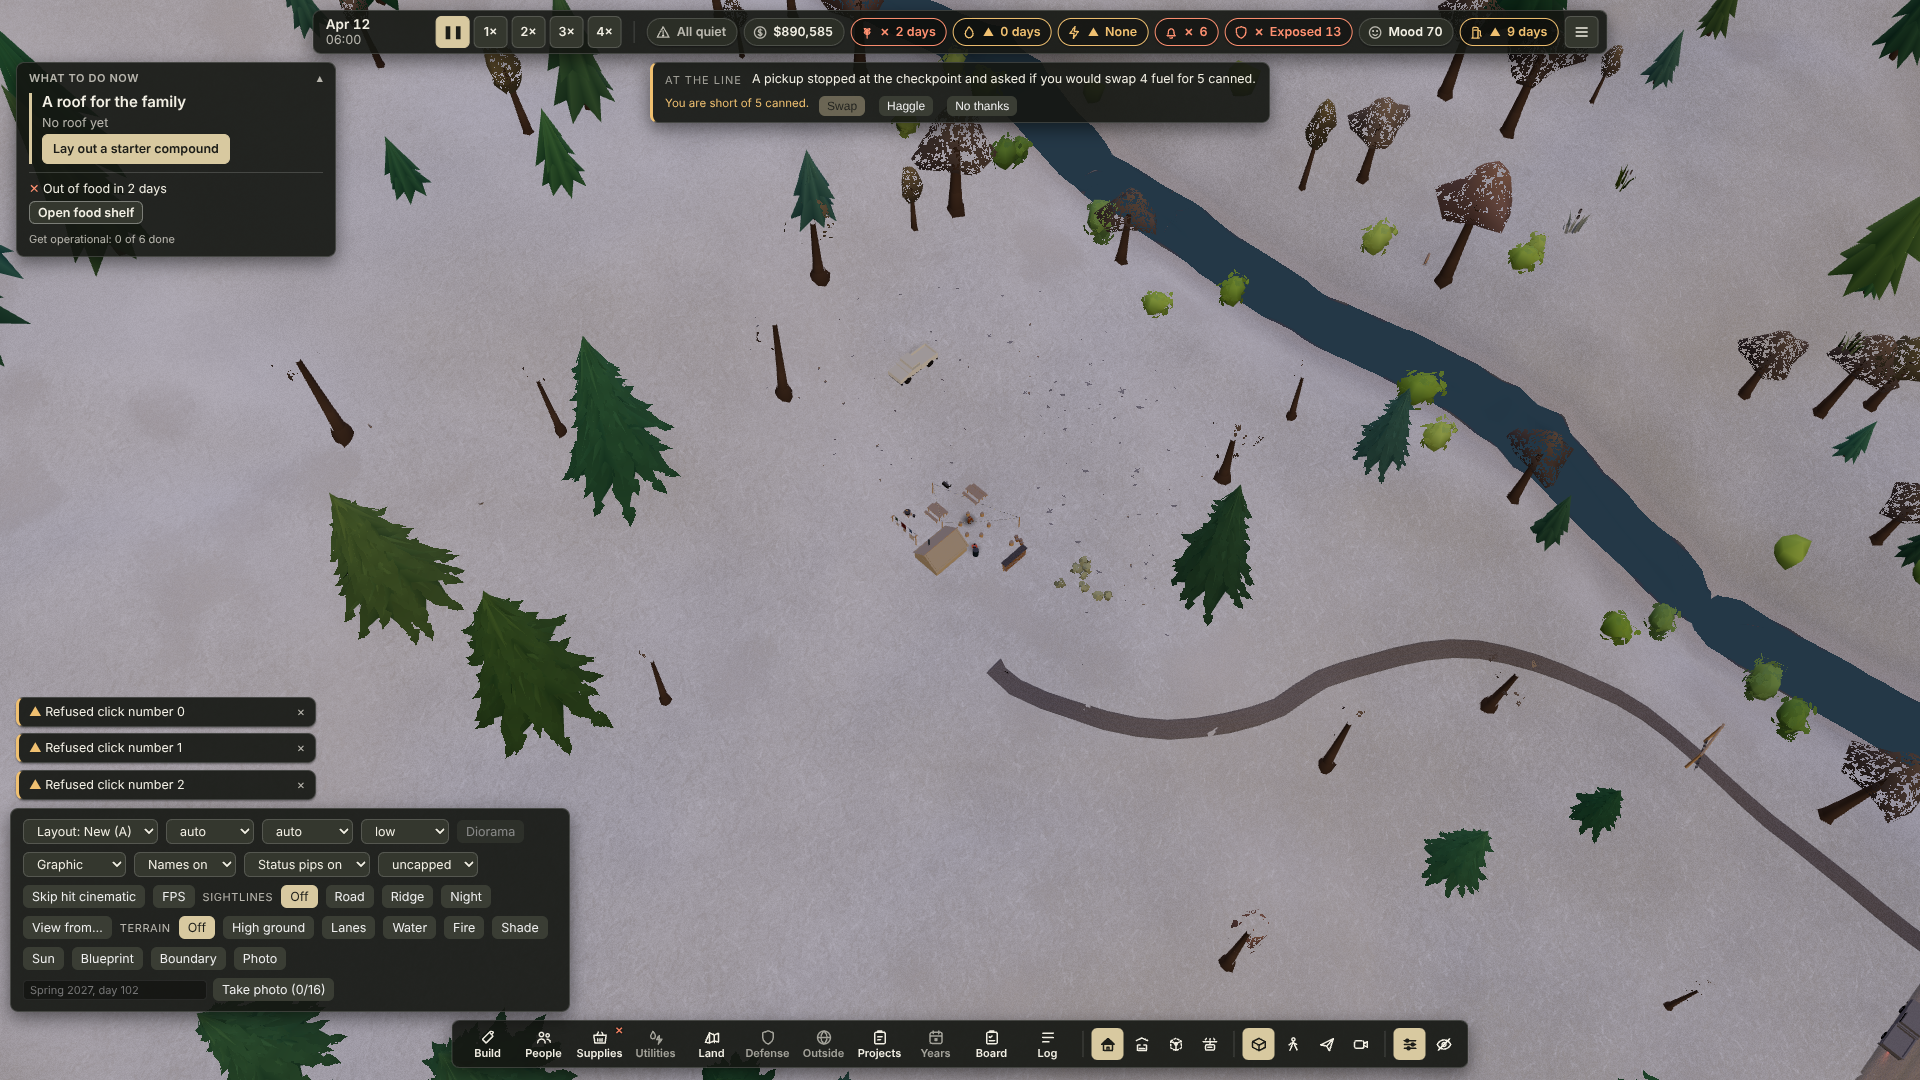 Apr 12
06:00
1×
2×
3×
4×
All quiet
$890,585
× 2 days
0 days
None
× 6
× Exposed 13
Mood 70
9 days
WHAT TO DO NOW
A roof for the family
No roof yet
Lay out a starter compound
× Out of food in 2 days
Open food shelf
Get operational: 0 of 6 done
AT THE LINE A pickup stopped at the checkpoint and asked if you would swap 4 fuel for 5 canned.
You are short of 5 canned. Swap Haggle No thanks
Refused click number 0 ×
Refused click number 1 ×
Refused click number 2 ×
Layout: New (A) auto auto low Diorama
Graphic Names on Status pips on uncapped
Skip hit cinematic FPS SIGHTLINES Off Road Ridge Night
View from... TERRAIN Off High ground Lanes Water Fire Shade
Sun Blueprint Boundary Photo
Spring 2027, day 102 Take photo (0/16)
Build People Supplies × Utilities Land Defense Outside Projects Years Board Log